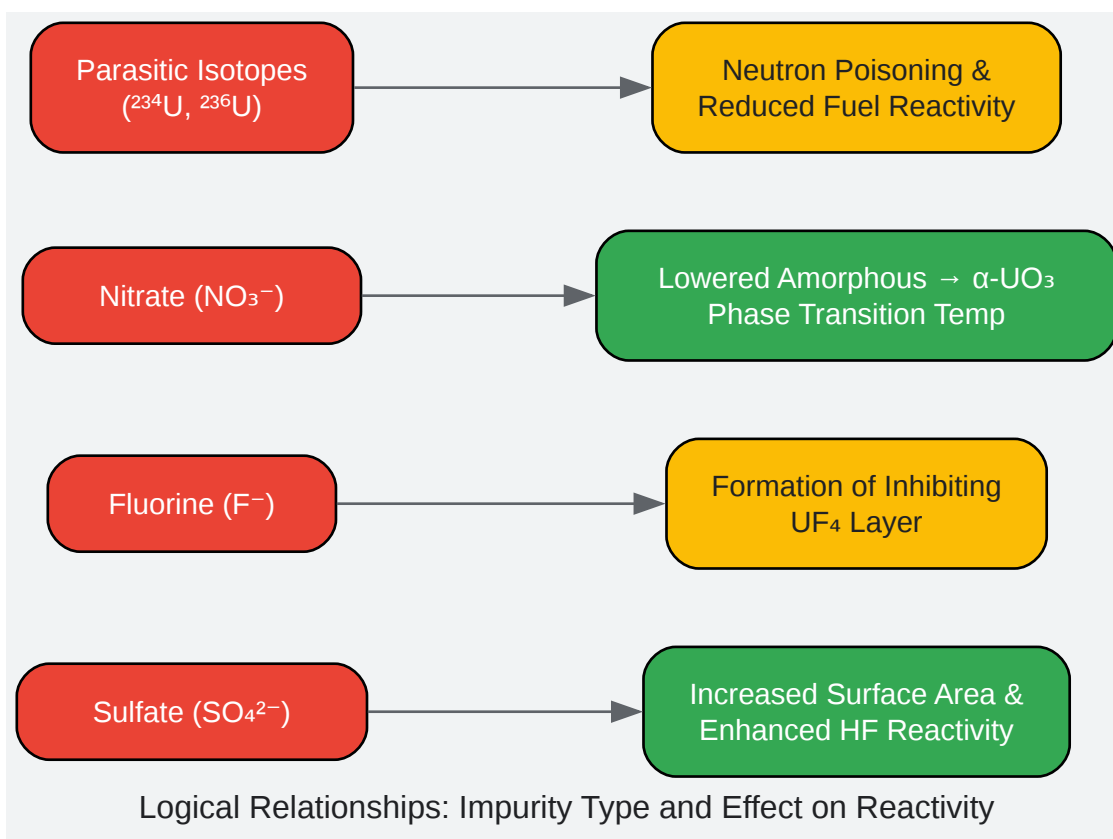 Parasitic Isotopes
(²³⁴U, ²³⁶U)
Neutron Poisoning &
Reduced Fuel Reactivity
Nitrate (NO₃⁻)
Lowered Amorphous → α-UO₃
Phase Transition Temp
Fluorine (F⁻)
Formation of Inhibiting
UF₄ Layer
Sulfate (SO₄²⁻)
Increased Surface Area &
Enhanced HF Reactivity
Logical Relationships: Impurity Type and Effect on Reactivity